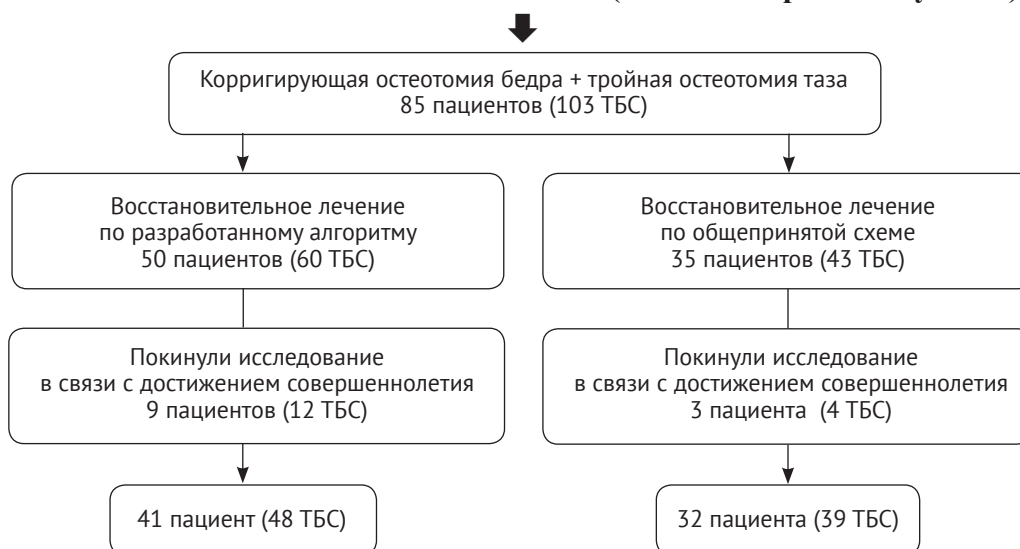 Корригирующая остеотомия бедра + тройная остеотомия таза
85 пациентов (103 ТБС)
Восстановительное лечение
по разработанному алгоритму
50 пациентов (60 ТБС)
Восстановительное лечение
по общепринятой схеме
35 пациентов (43 ТБС)
Покинули исследование
в связи с достижением совершеннолетия
9 пациентов (12 ТБС)
Покинули исследование
в связи с достижением совершеннолетия
3 пациента (4 ТБС)
41 пациент (48 ТБС)
32 пациента (39 ТБС)